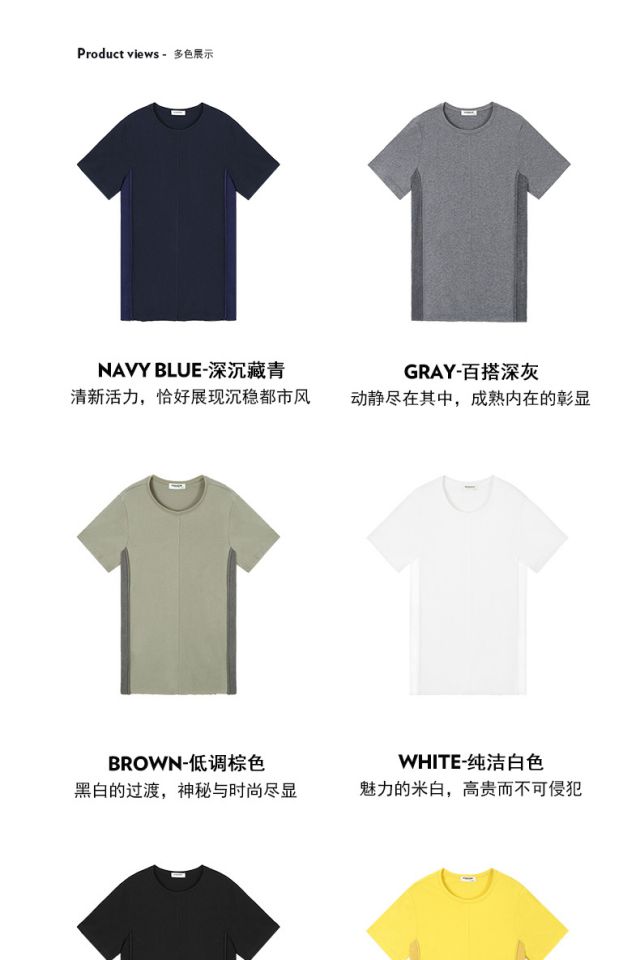 Product views - 多色展示
NAVY BLUE-深沉藏青
清新活力，恰好展现沉稳都市风
GRAY-百搭深灰
动静尽在其中，成熟内在的彰显
BROWN-低调棕色
黑白的过渡，神秘与时尚尽显
WHITE-纯洁白色
魅力的米白，高贵而不可侵犯